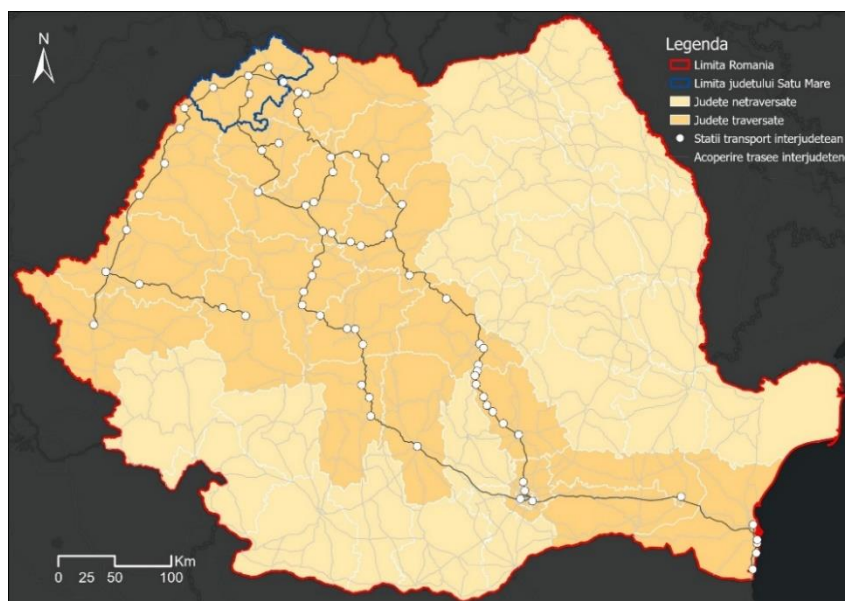 N
Legenda
Limita Romania
Limita judetului Satu Mare
Judete netraversate
Judete traversate
Statii transport interjudetean
Acoperire trasee interjudetene
Km
0 25 50 100